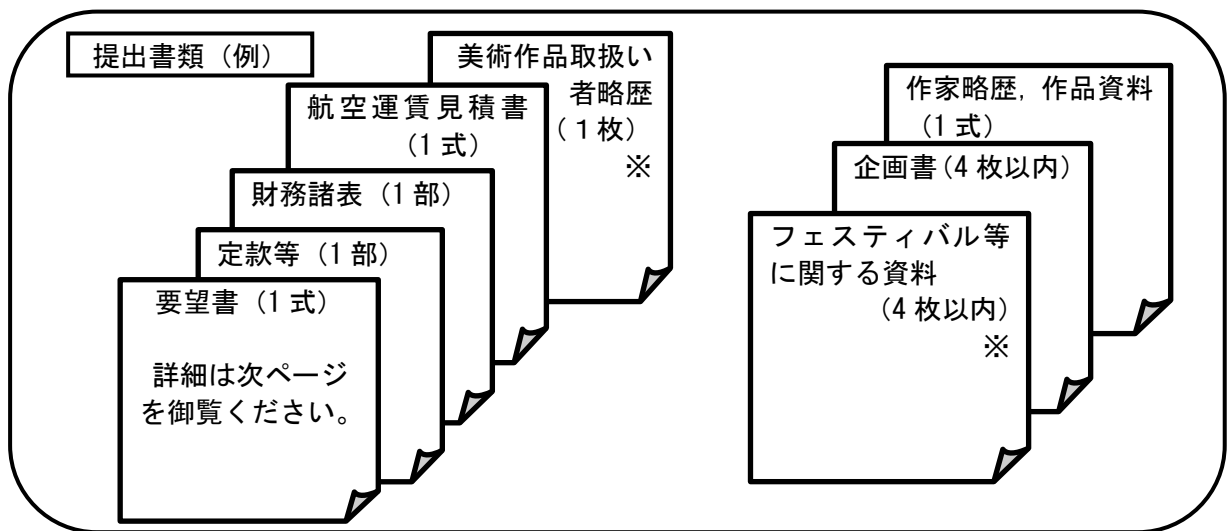 提出書類（例）
美術作品取扱い
者略歴
（1枚）
※
航空運賃見積書
（1式）
財務諸表（1部）
定款等（1部）
要望書（1式）
詳細は次ページ
を御覧ください。
作家略歴，作品資料
（1式）
企画書（4枚以内）
フェスティバル等
に関する資料
（4枚以内）
※